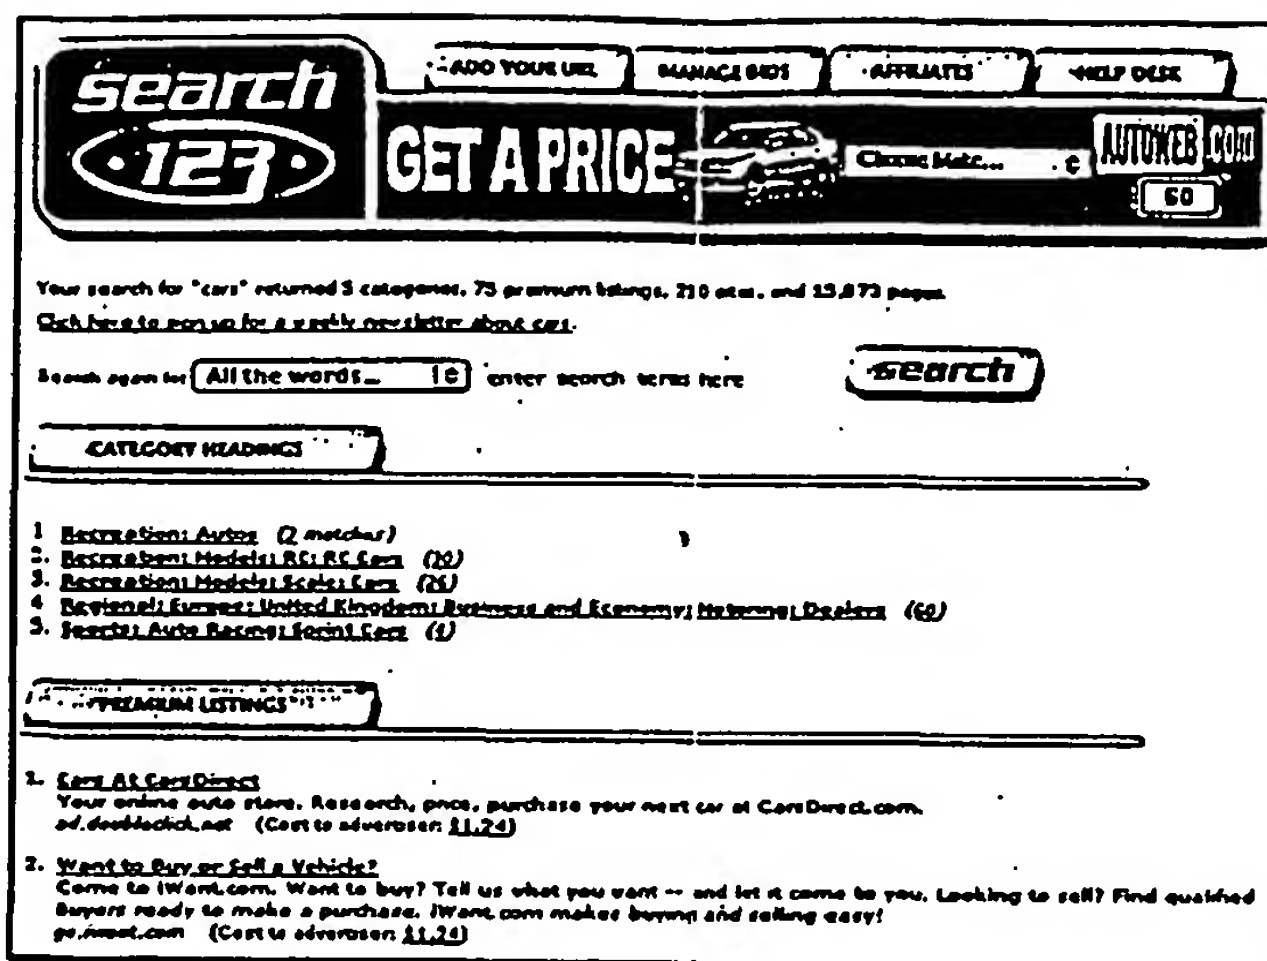 search
123
ADD YOUR URL
MANAGE BIDS
AFFILIATES
HELP DESK
GET A PRICE
Choose Make...
AUTOWEB.COM
GO
Your search for "cars" returned 5 categories, 75 premium listings, 210 sites, and 15,873 pages.
Click here to sign up for a weekly newsletter about cars.
Search again for All the words... enter search terms here search
CATEGORY HEADINGS
1 Recreation: Autos (2 matches)
2. Recreation: Models: RC: RC Cars (20)
3. Recreation: Models: Scale: Cars (26)
4 Regional: Europe: United Kingdom: Business and Economy: Motoring: Dealers (60)
5. Sports: Auto Racing: Sprint Cars
PREMIUM LISTINGS
1. Cars At CarsDirect
Your online auto store. Research, price, purchase your next car at CarsDirect.com.
ad.doubleclick.net (Cost to advertiser: $1.24)
2. Want to Buy or Sell a Vehicle?
Come to iWant.com. Want to buy? Tell us what you want -- and let it come to you. Looking to sell? Find qualified
Buyers ready to make a purchase. iWant.com makes buying and selling easy!
go.iwant.com (Cost to advertiser: $1.24)